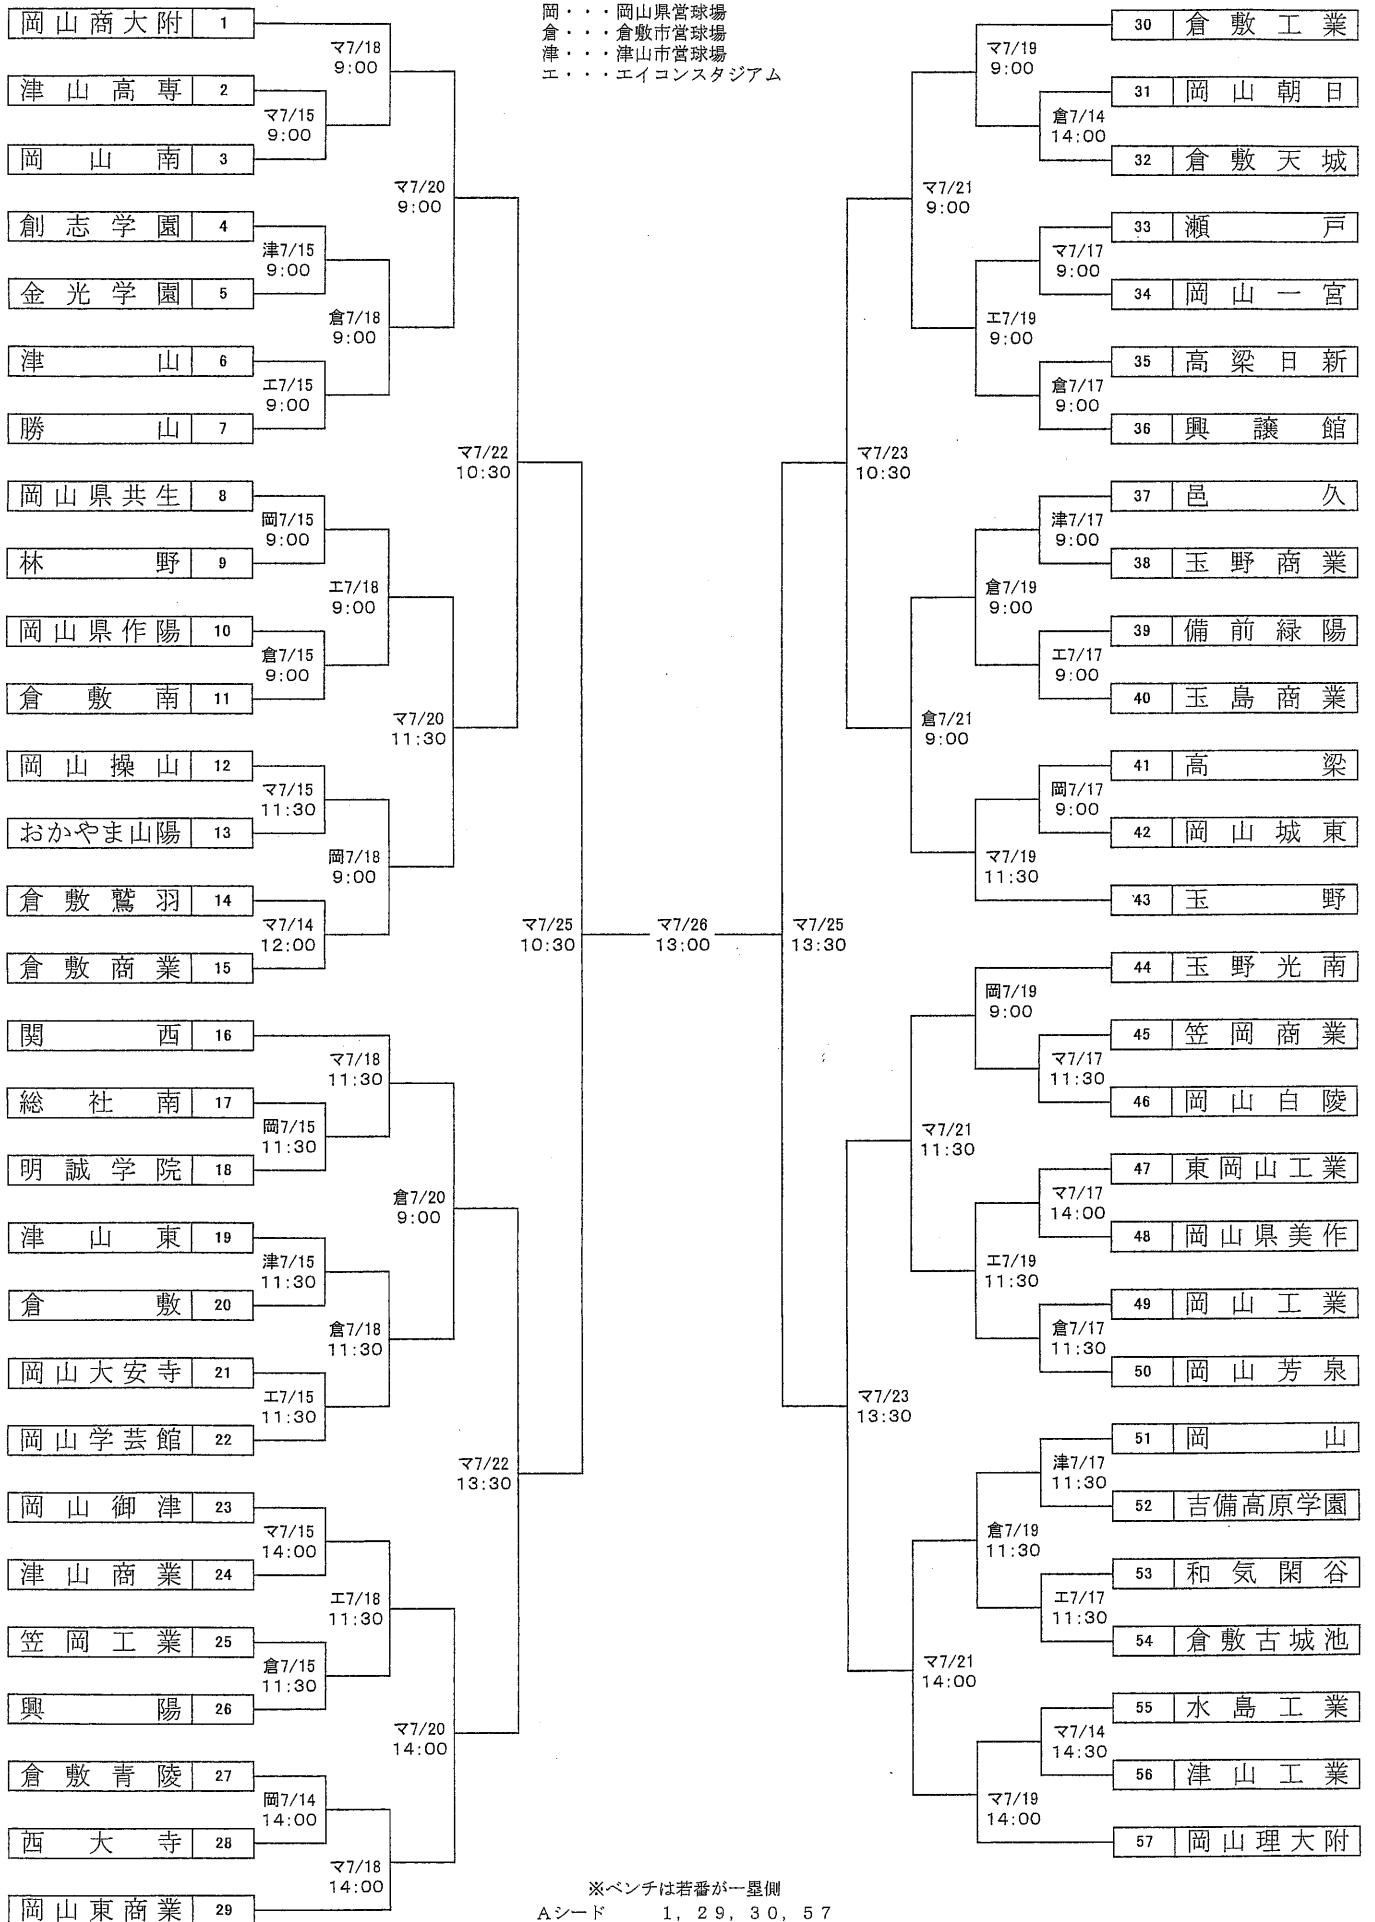 岡・・・岡山県営球場
倉・・・倉敷市営球場
津・・・津山市営球場
エ・・・エイコンスタジアム
岡山商大附 1
マ7/18
9:00
津山高専 2
マ7/15
9:00
岡山南 3
マ7/20
9:00
創志学園 4
津7/15
9:00
金光学園 5
倉7/18
9:00
津山 6
エ7/15
9:00
勝山 7
マ7/22
10:30
岡山県共生 8
岡7/15
9:00
林野 9
エ7/18
9:00
岡山県作陽 10
倉7/15
9:00
倉敷南 11
マ7/20
11:30
岡山操山 12
マ7/15
11:30
おかやま山陽 13
岡7/18
9:00
倉敷鷲羽 14
マ7/14
12:00
倉敷商業 15
マ7/25
10:30
関西 16
マ7/18
11:30
総社南 17
岡7/15
11:30
明誠学院 18
倉7/20
9:00
津山東 19
津7/15
11:30
倉敷 20
倉7/18
11:30
岡山大安寺 21
エ7/15
11:30
岡山学芸館 22
マ7/22
13:30
岡山御津 23
マ7/15
14:00
津山商業 24
エ7/18
11:30
笠岡工業 25
倉7/15
11:30
興陽 26
マ7/20
14:00
倉敷青陵 27
岡7/14
14:00
西大寺 28
マ7/18
14:00
岡山東商業 29
マ7/26
13:00
30 倉敷工業
マ7/19
9:00
31 岡山朝日
倉7/14
14:00
32 倉敷天城
マ7/21
9:00
33 瀬戸
マ7/17
9:00
34 岡山一宮
エ7/19
9:00
35 高梁日新
倉7/17
9:00
36 興譲館
マ7/23
10:30
37 邑久
津7/17
9:00
38 玉野商業
倉7/19
9:00
39 備前緑陽
エ7/17
9:00
40 玉島商業
倉7/21
9:00
41 高梁
岡7/17
9:00
42 岡山城東
マ7/19
11:30
43 玉野
マ7/25
13:30
44 玉野光南
岡7/19
9:00
45 笠岡商業
マ7/17
11:30
46 岡山白陵
マ7/21
11:30
47 東岡山工業
マ7/17
14:00
48 岡山県美作
エ7/19
11:30
49 岡山工業
倉7/17
11:30
50 岡山芳泉
マ7/23
13:30
51 岡山
津7/17
11:30
52 吉備高原学園
倉7/19
11:30
53 和気閑谷
エ7/17
11:30
54 倉敷古城池
マ7/21
14:00
55 水島工業
マ7/14
14:30
56 津山工業
マ7/19
14:00
57 岡山理大附
※ベンチは若番が一塁側
Aシード 1, 29, 30, 57